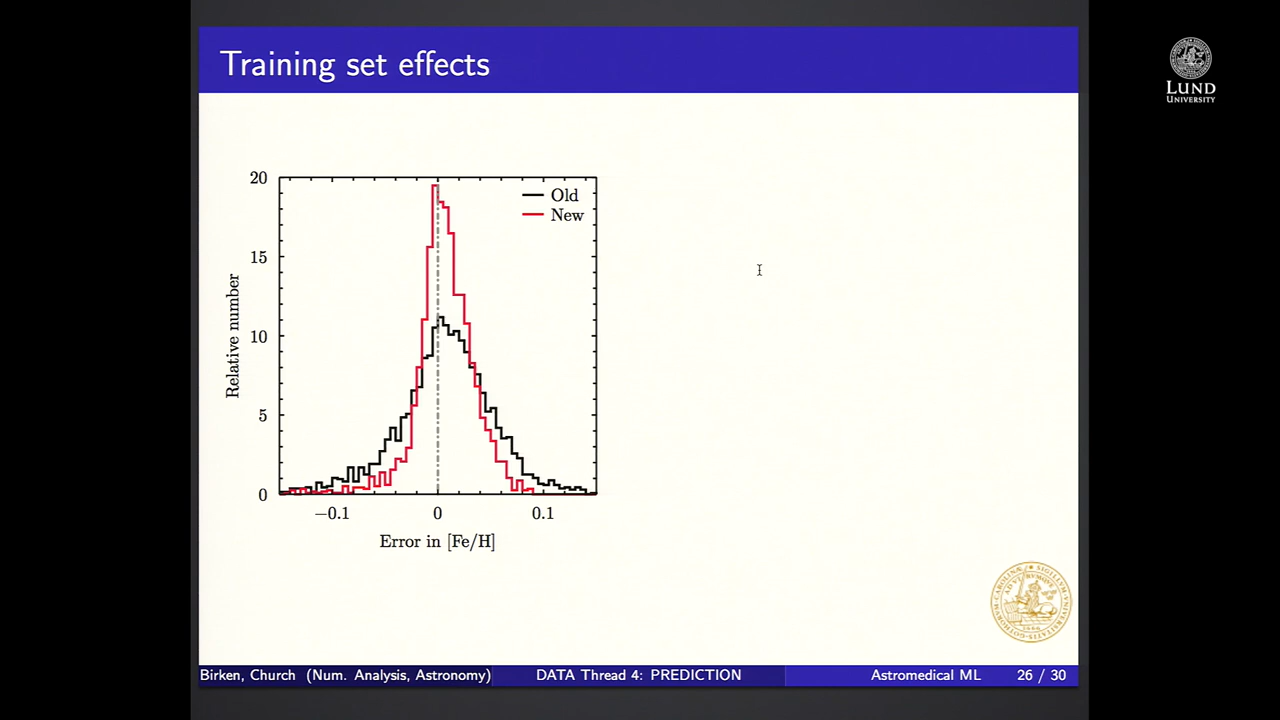 Training set effects
LUND
UNIVERSITY
20
15
10
5
0
Relative number
Old
New
−0.1
0
0.1
Error in [Fe/H]
Birken, Church (Num. Analysis, Astronomy)
DATA Thread 4: PREDICTION
Astromedical ML
26 / 30